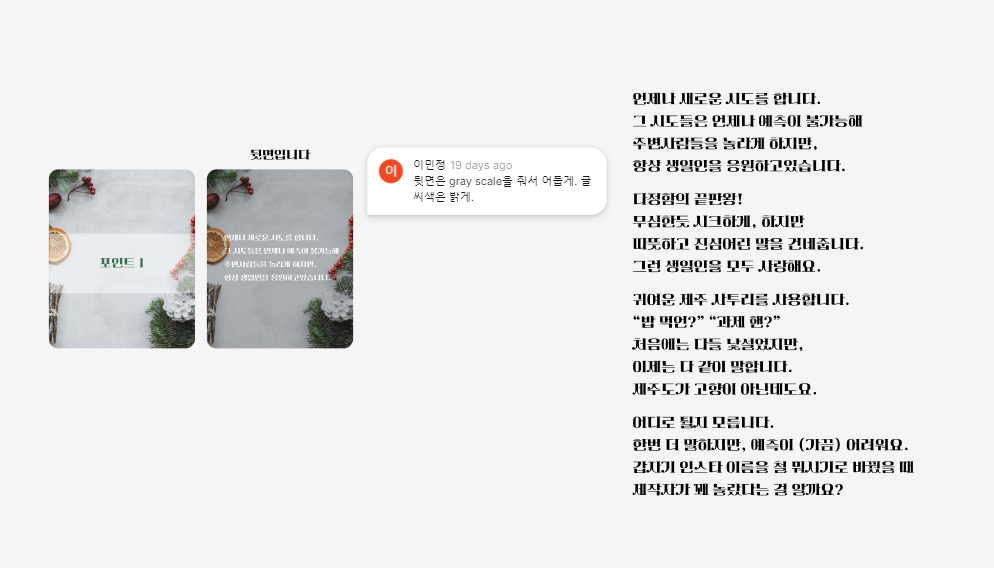 뒷면입니다
포인트 1
언제나 새로운 시도를 합니다.
그 시도들은 언제나 예측이 불가능해
주변사람들을 놀라게 하지만,
항상 생일인을 응원하고있습니다.
이
이민정 19 days ago
뒷면은 gray scale을 줘서 어둡게. 글
씨색은 밝게.
언제나 새로운 시도를 합니다.
그 시도들은 언제나 예측이 불가능해
주변사람들을 놀라게 하지만,
항상 생일인을 응원하고있습니다.
다정함의 끝판왕!
무심한듯 시크하게, 하지만
따뜻하고 진심어린 말을 건네줍니다.
그런 생일인을 모두 사랑해요.
귀여운 제주 사투리를 사용합니다.
“밥 먹언?” “과제 핸?”
처음에는 다들 낯설었지만,
이제는 다 같이 말합니다.
제주도가 고향이 아닌데도요.
어디로 튈지 모릅니다.
한번 더 말하지만, 예측이 (가끔) 어려워요.
갑자기 인스타 이름을 철 뭐시기로 바꿨을 때
제작자가 꽤 놀랐다는 걸 알까요?